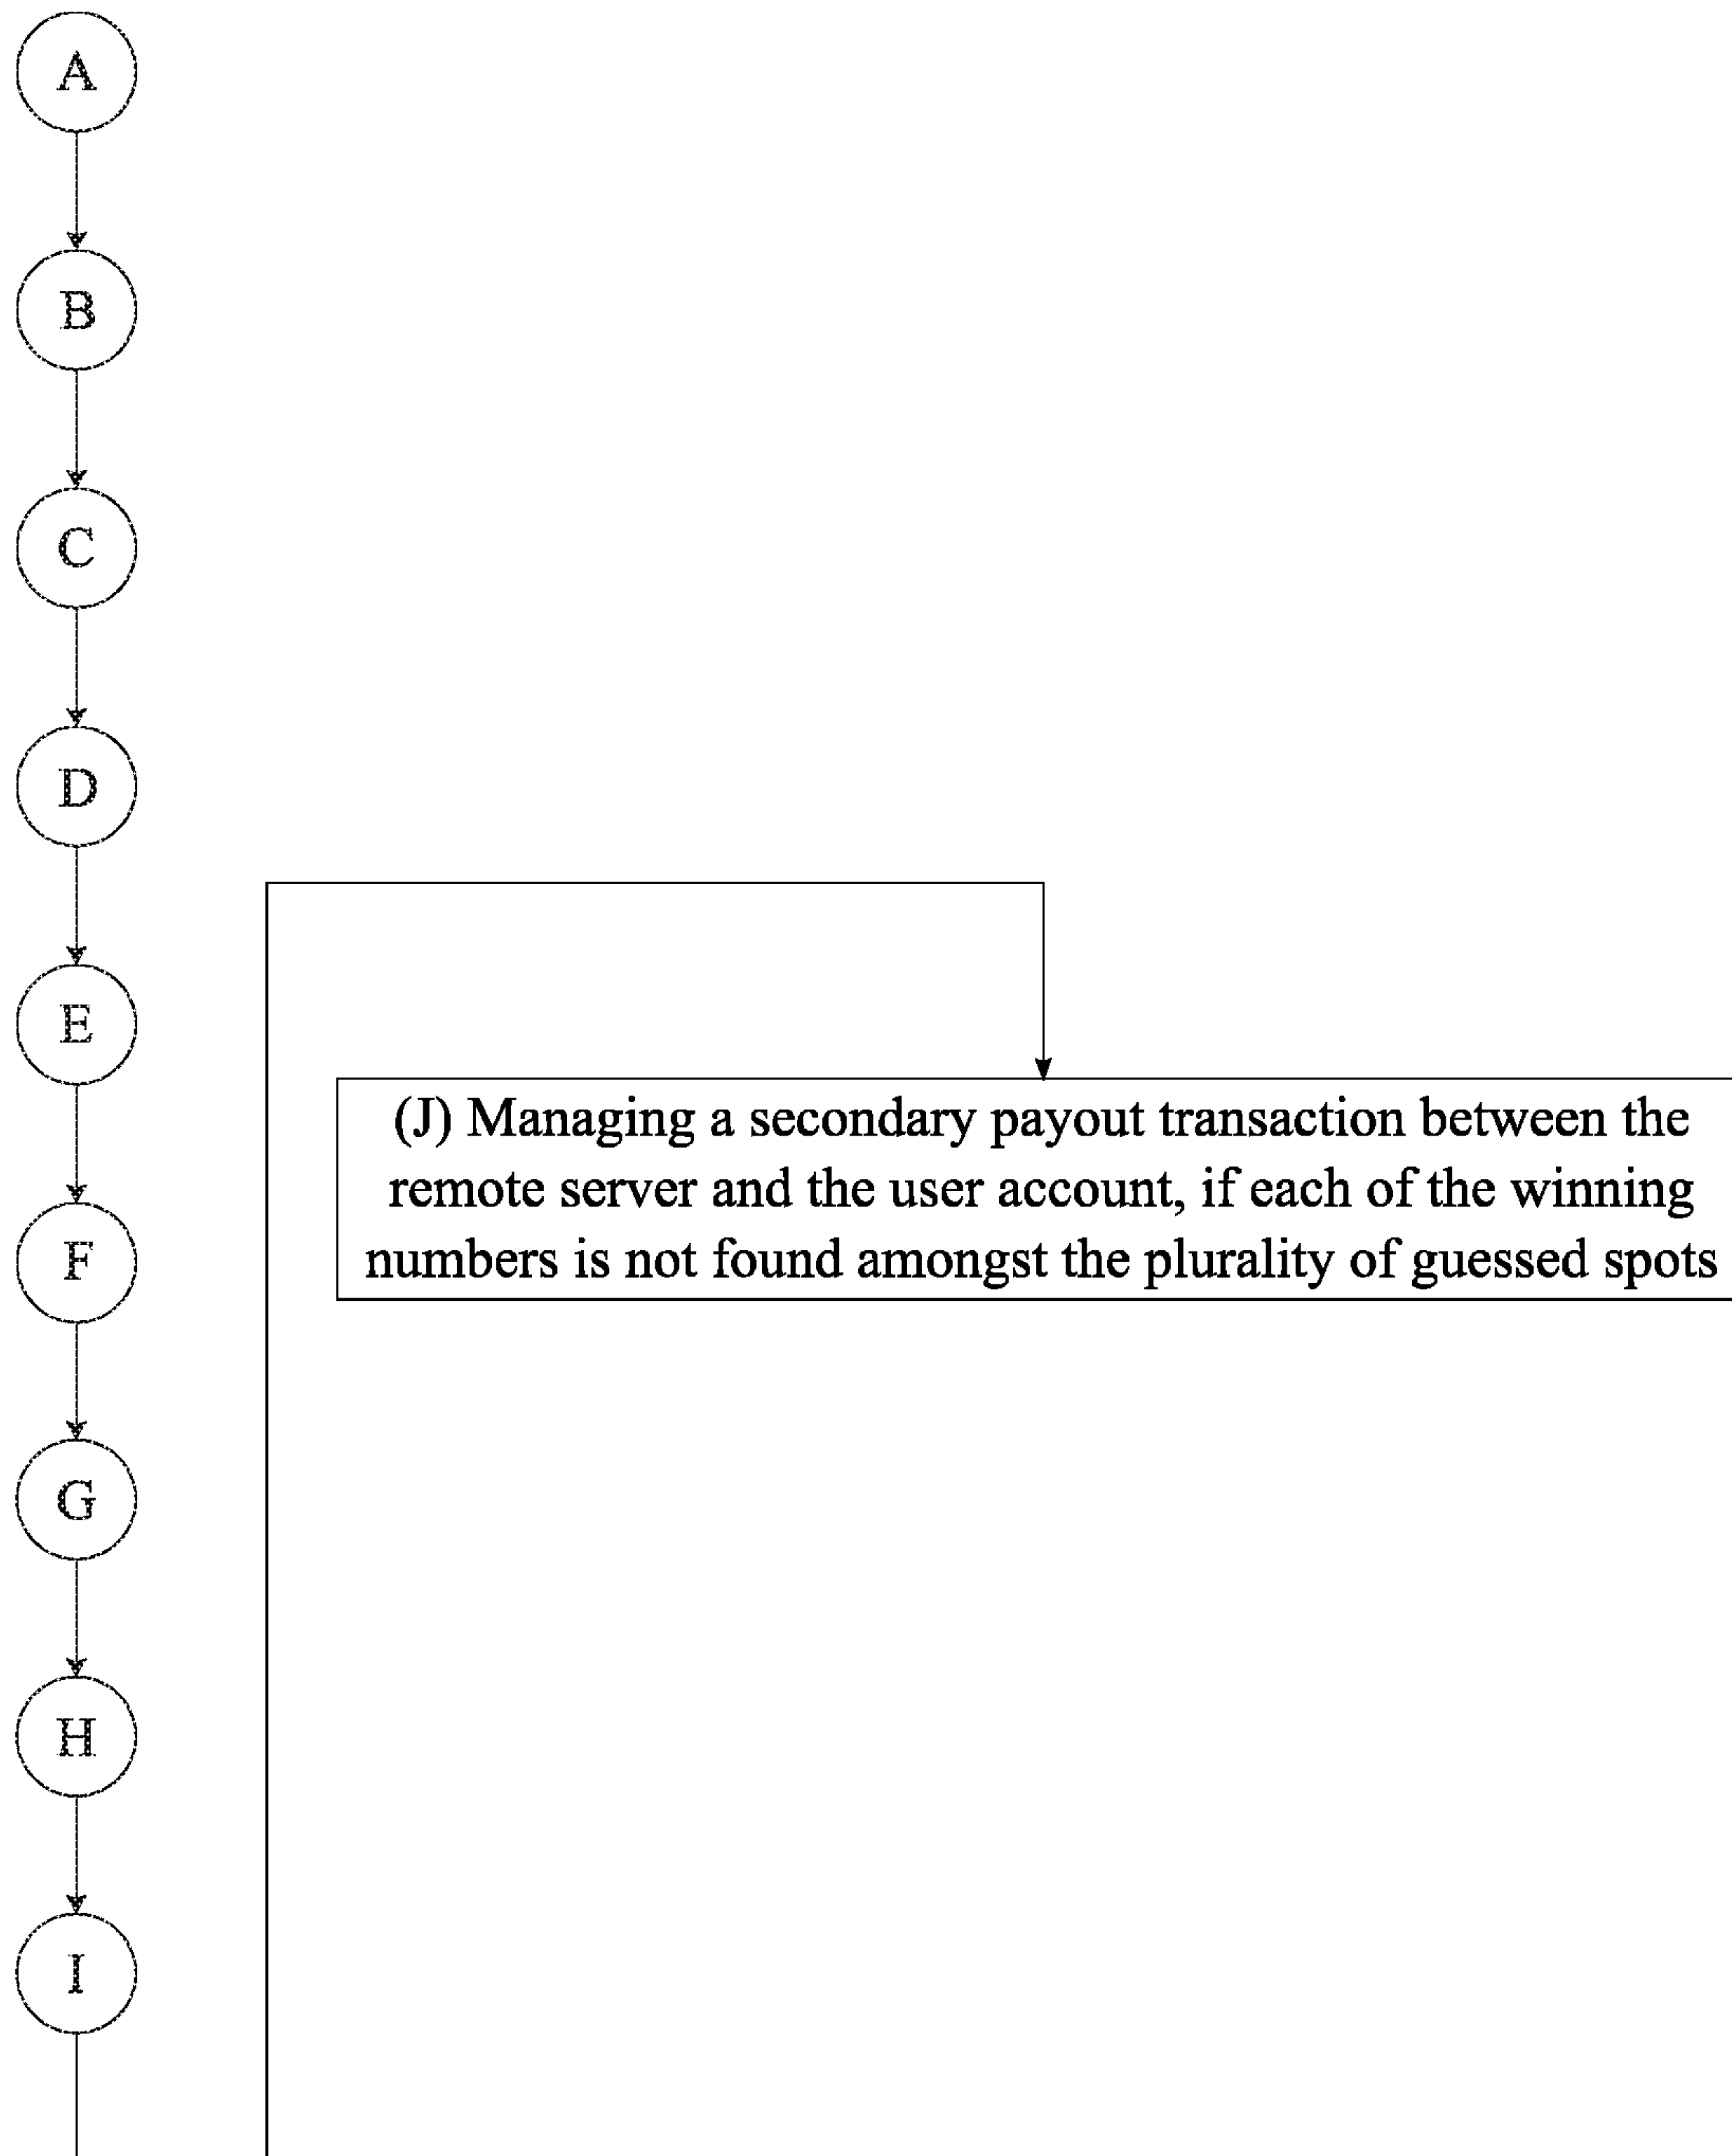 A
B
C
D
E
(J) Managing a secondary payout transaction between the
remote server and the user account, if each of the winning
numbers is not found amongst the plurality of guessed spots
F
G
H
I